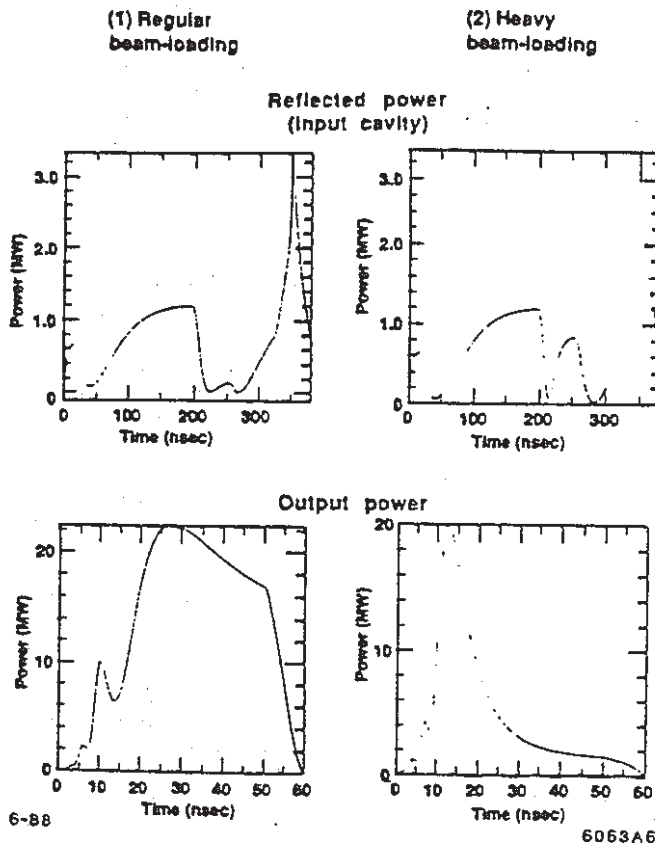 (1) Regular
beam-loading
(2) Heavy
beam-loading
Reflected power
(Input cavity)
Power (MW)
3.0
2.0
1.0
0
0 100 200 300
Time (nsec)
Power (MW)
3.0
2.0
1.0
0
0 100 200 300
Time (nsec)
Output power
Power (MW)
20
10
0
0 10 20 30 40 50 60
Time (nsec)
Power (MW)
20
10
0
0 10 20 30 40 50 60
Time (nsec)
6-88
6063A6